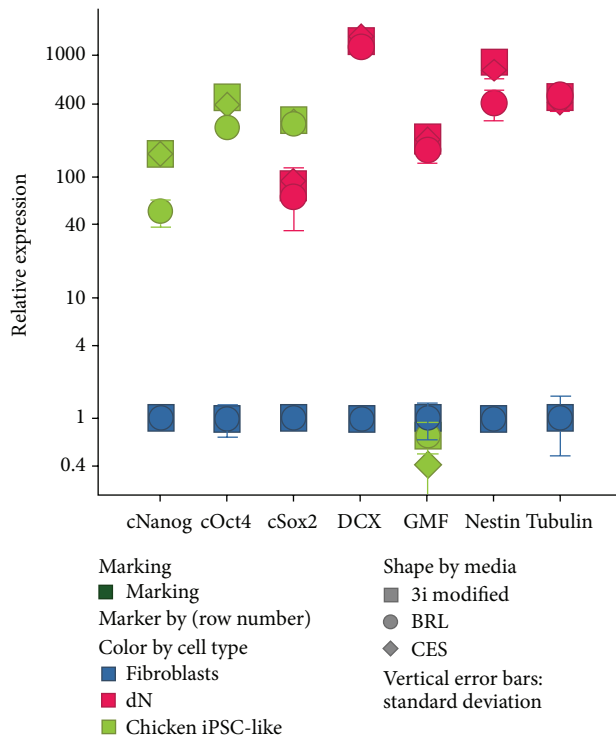 Relative expression
1000
400
100
40
10
4
1
0.4
cNanog cOct4 cSox2 DCX GMF Nestin Tubulin
Marking
Marking
Marker by (row number)
Color by cell type
Fibroblasts
dN
Chicken iPSC-like
Shape by media
3i modified
BRL
CES
Vertical error bars:
standard deviation